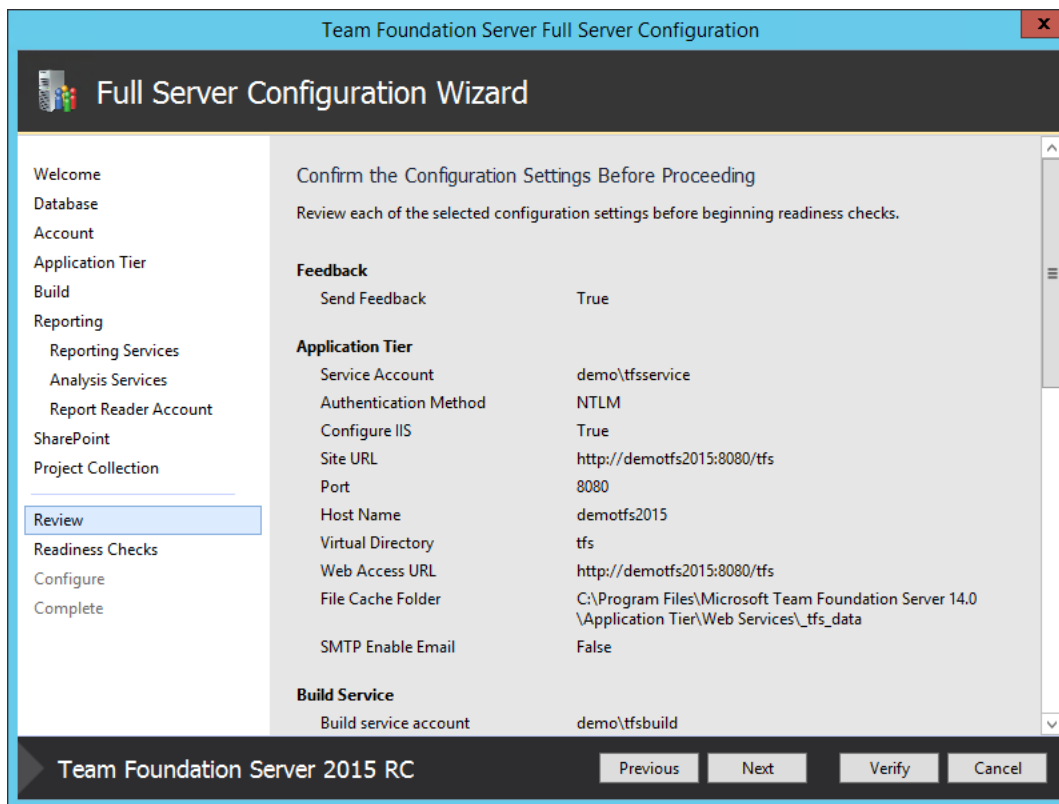 Team Foundation Server Full Server Configuration
x
Full Server Configuration Wizard
Welcome
Database
Account
Application Tier
Build
Reporting
Reporting Services
Analysis Services
Report Reader Account
SharePoint
Project Collection
Review
Readiness Checks
Configure
Complete
Confirm the Configuration Settings Before Proceeding
Review each of the selected configuration settings before beginning readiness checks.
Feedback
Send Feedback True
Application Tier
Service Account demo\tfsservice
Authentication Method NTLM
Configure IIS True
Site URL http://demotfs2015:8080/tfs
Port 8080
Host Name demotfs2015
Virtual Directory tfs
Web Access URL http://demotfs2015:8080/tfs
File Cache Folder C:\Program Files\Microsoft Team Foundation Server 14.0
\Application Tier\Web Services\_tfs_data
SMTP Enable Email False
Build Service
Build service account demo\tfsbuild
Team Foundation Server 2015 RC
Previous Next Verify Cancel